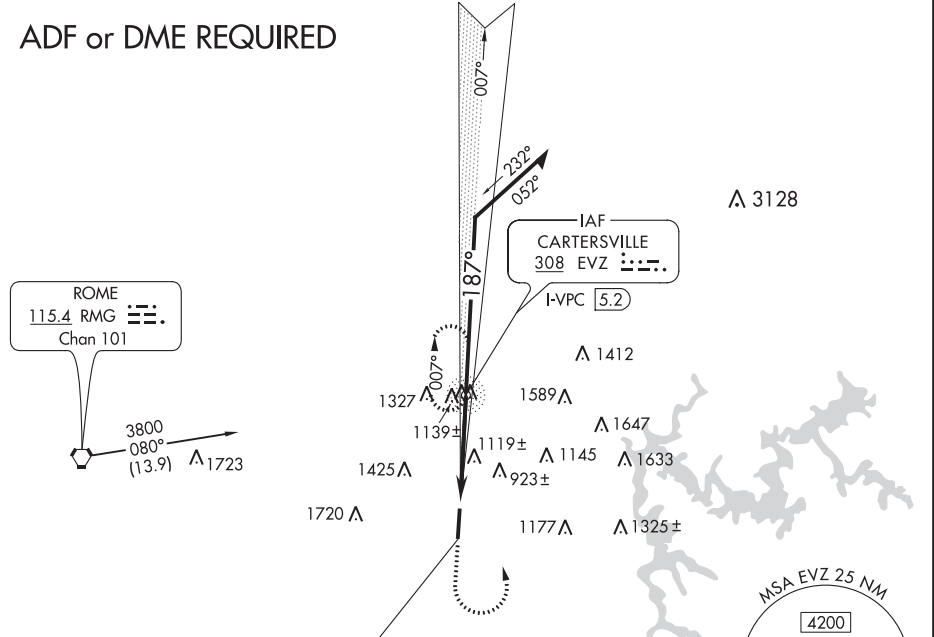 ADF or DME REQUIRED
007°
232°
052°
3128
IAF
CARTERSVILLE
308 EVZ
187°
I-VPC 5.2
ROME
115.4 RMG
Chan 101
007°
1412
1327
1589
1139±
1647
3800
080°
(13.9)
1723
1119±
1145
1633
1425
923±
1720
1177
1325±
MSA EVZ 25 NM
4200